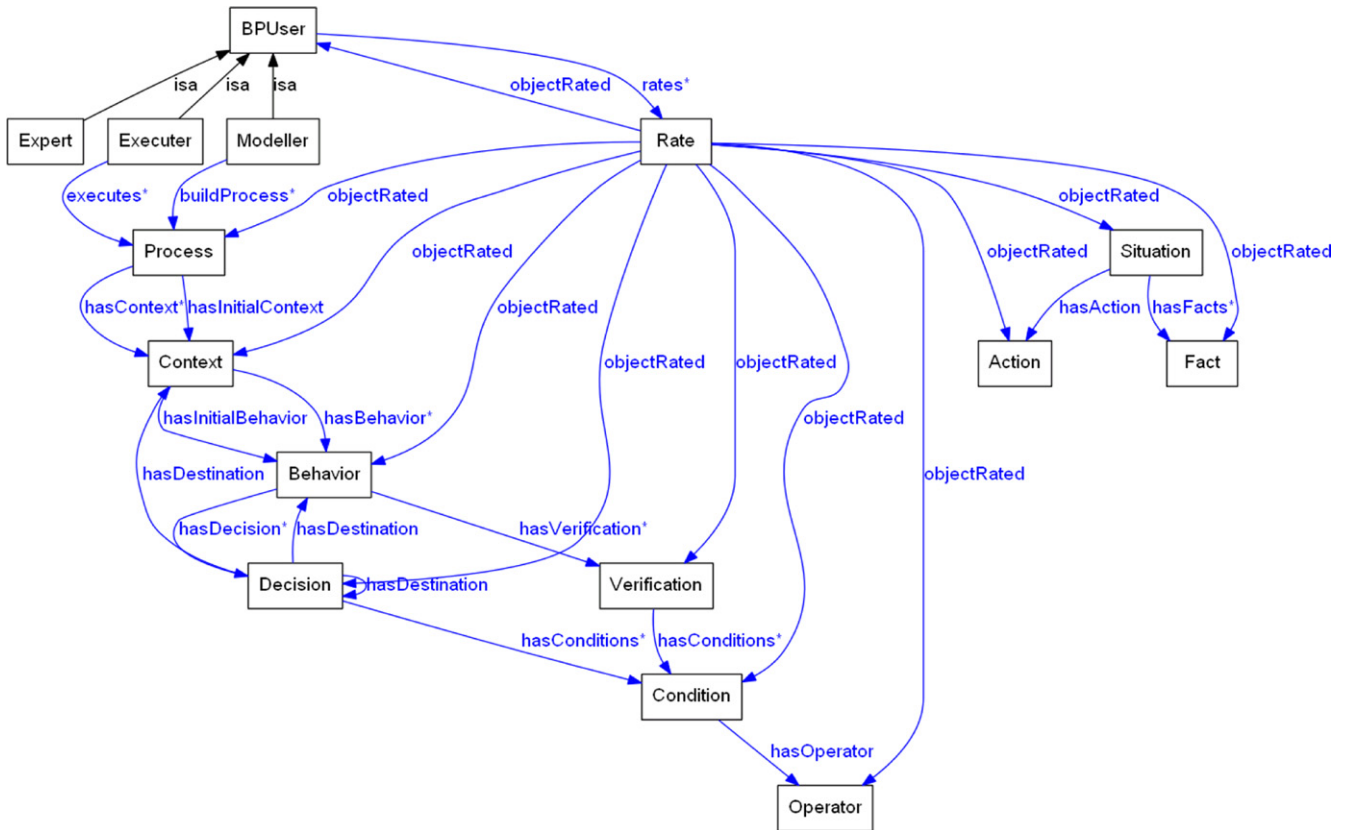 BPUser
isa
isa
isa
objectRated
rates*
Expert
Executer
Modeller
Rate
executes*
buildProcess*
objectRated
objectRated
Process
objectRated
objectRated
objectRated
Situation
hasContext*
hasInitialContext
objectRated
hasAction
hasFacts*
Context
objectRated
objectRated
Action
Fact
hasInitialBehavior
hasBehavior*
objectRated
hasDestination
Behavior
objectRated
hasDecision*
hasDestination
hasVerification*
Decision
hasDestination
Verification
hasConditions*
hasConditions*
Condition
hasOperator
Operator